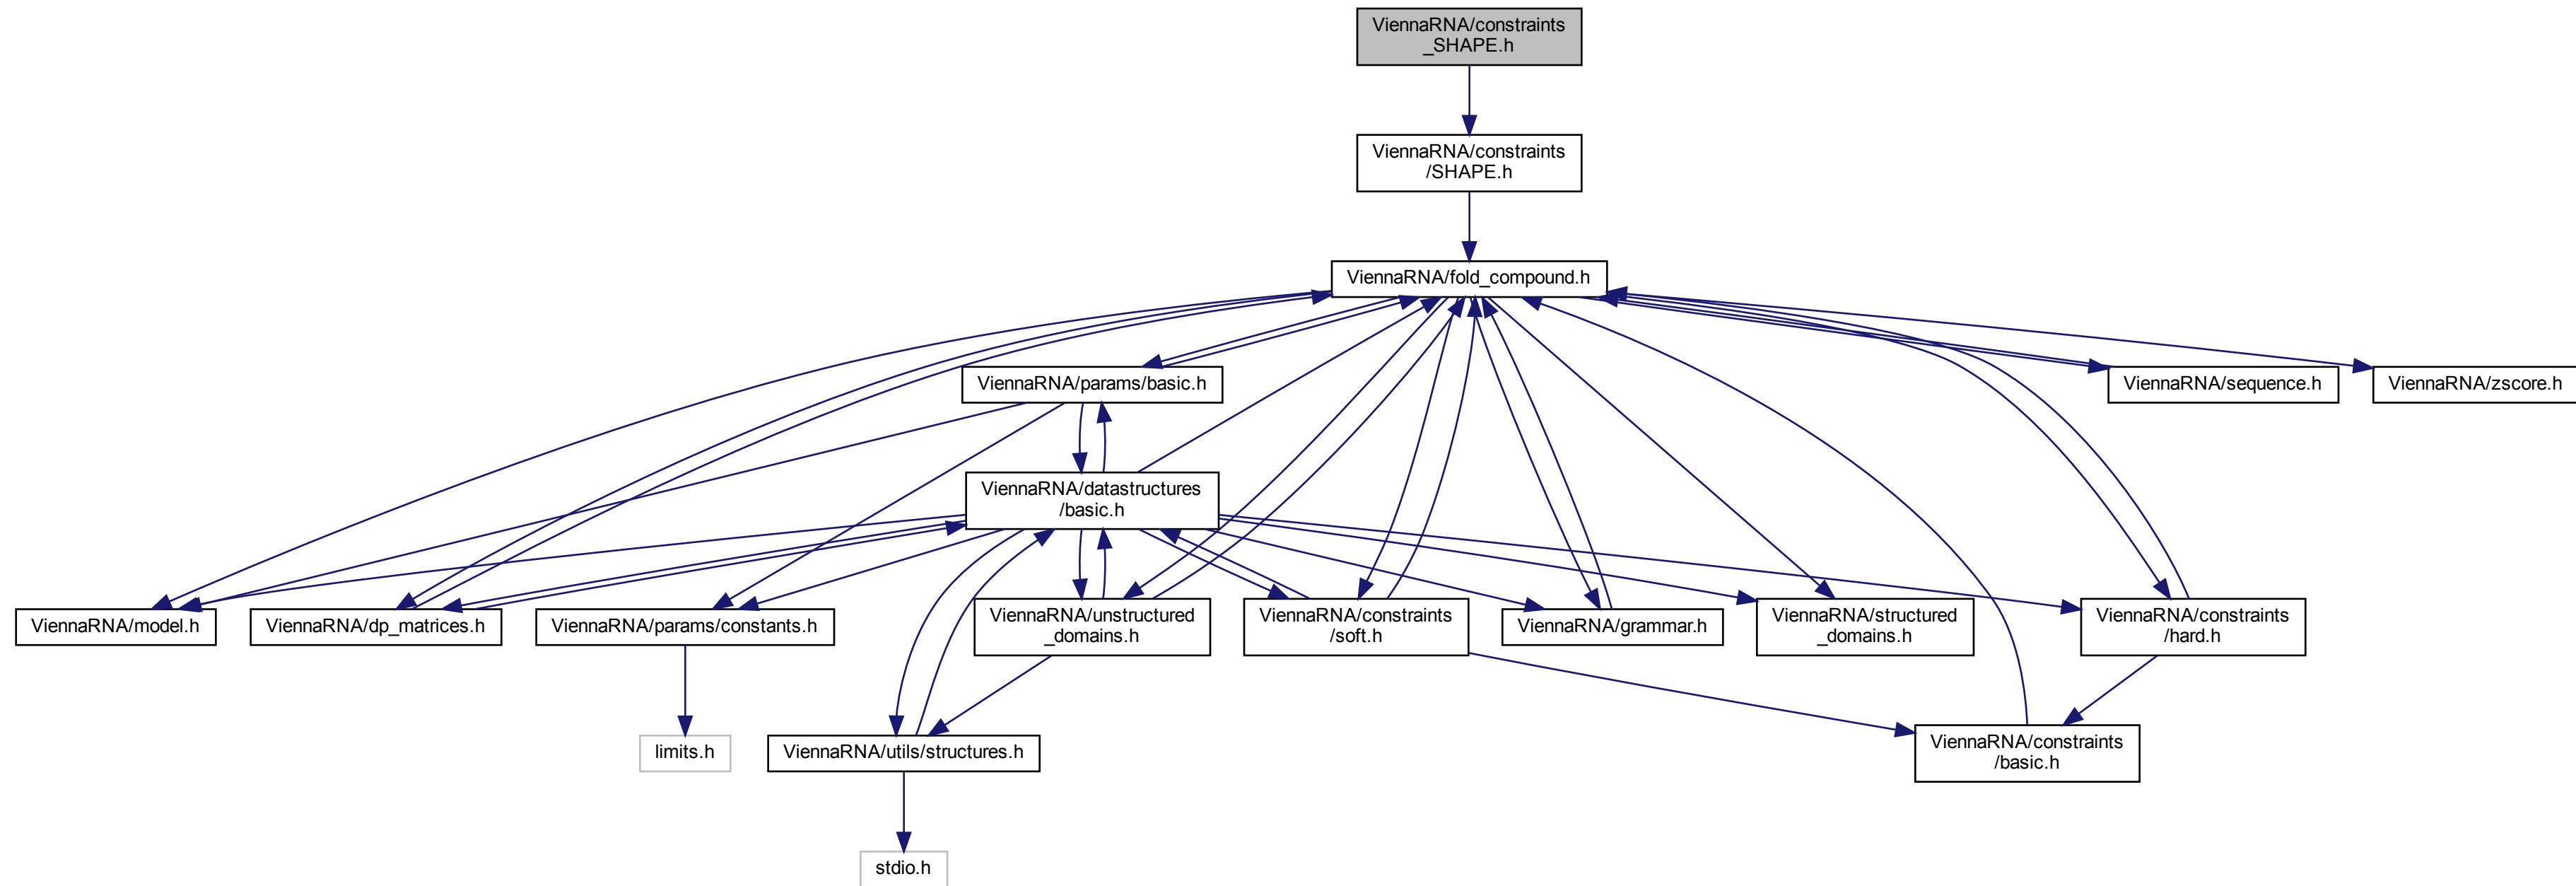 ViennaRNA/constraints
_SHAPE.h
ViennaRNA/constraints
/SHAPE.h
ViennaRNA/fold_compound.h
ViennaRNA/params/basic.h
ViennaRNA/sequence.h
ViennaRNA/zscore.h
ViennaRNA/datastructures
/basic.h
ViennaRNA/model.h
ViennaRNA/dp_matrices.h
ViennaRNA/params/constants.h
ViennaRNA/unstructured
_domains.h
ViennaRNA/constraints
/soft.h
ViennaRNA/grammar.h
ViennaRNA/structured
_domains.h
ViennaRNA/constraints
/hard.h
limits.h
ViennaRNA/utils/structures.h
ViennaRNA/constraints
/basic.h
stdio.h